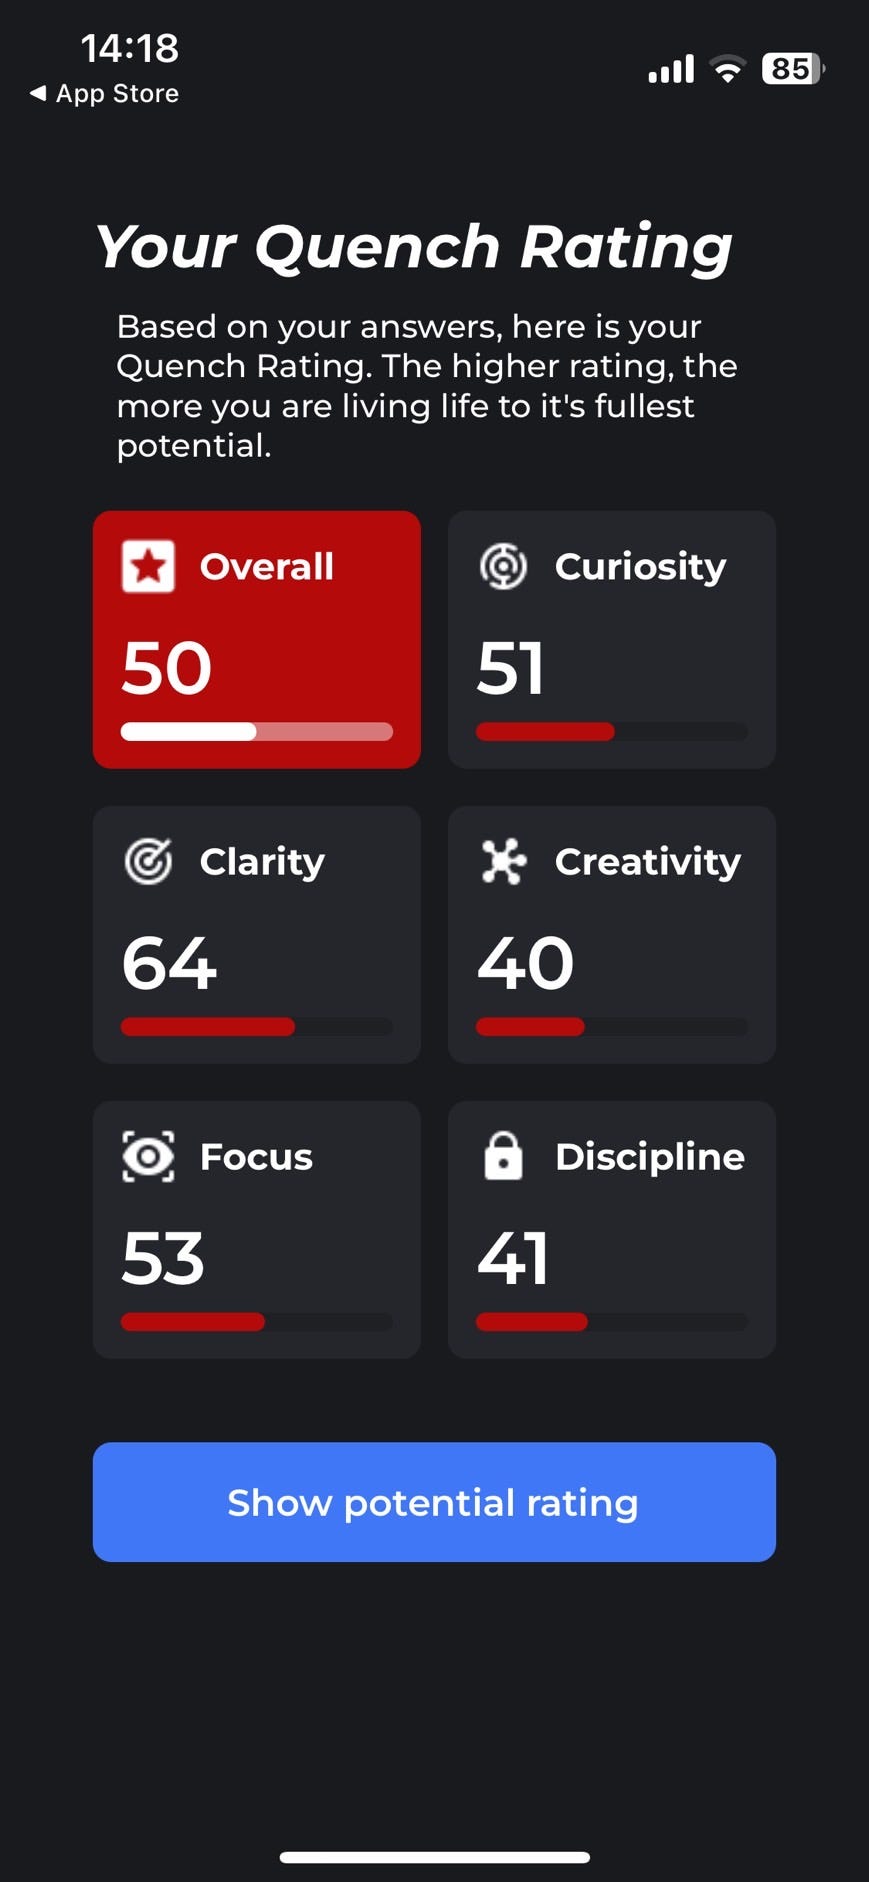 14:18
85
◀ App Store
Your Quench Rating
Based on your answers, here is your
Quench Rating. The higher rating, the
more you are living life to it's fullest
potential.
Overall
50
Curiosity
51
Clarity
64
Creativity
40
Focus
53
Discipline
41
Show potential rating